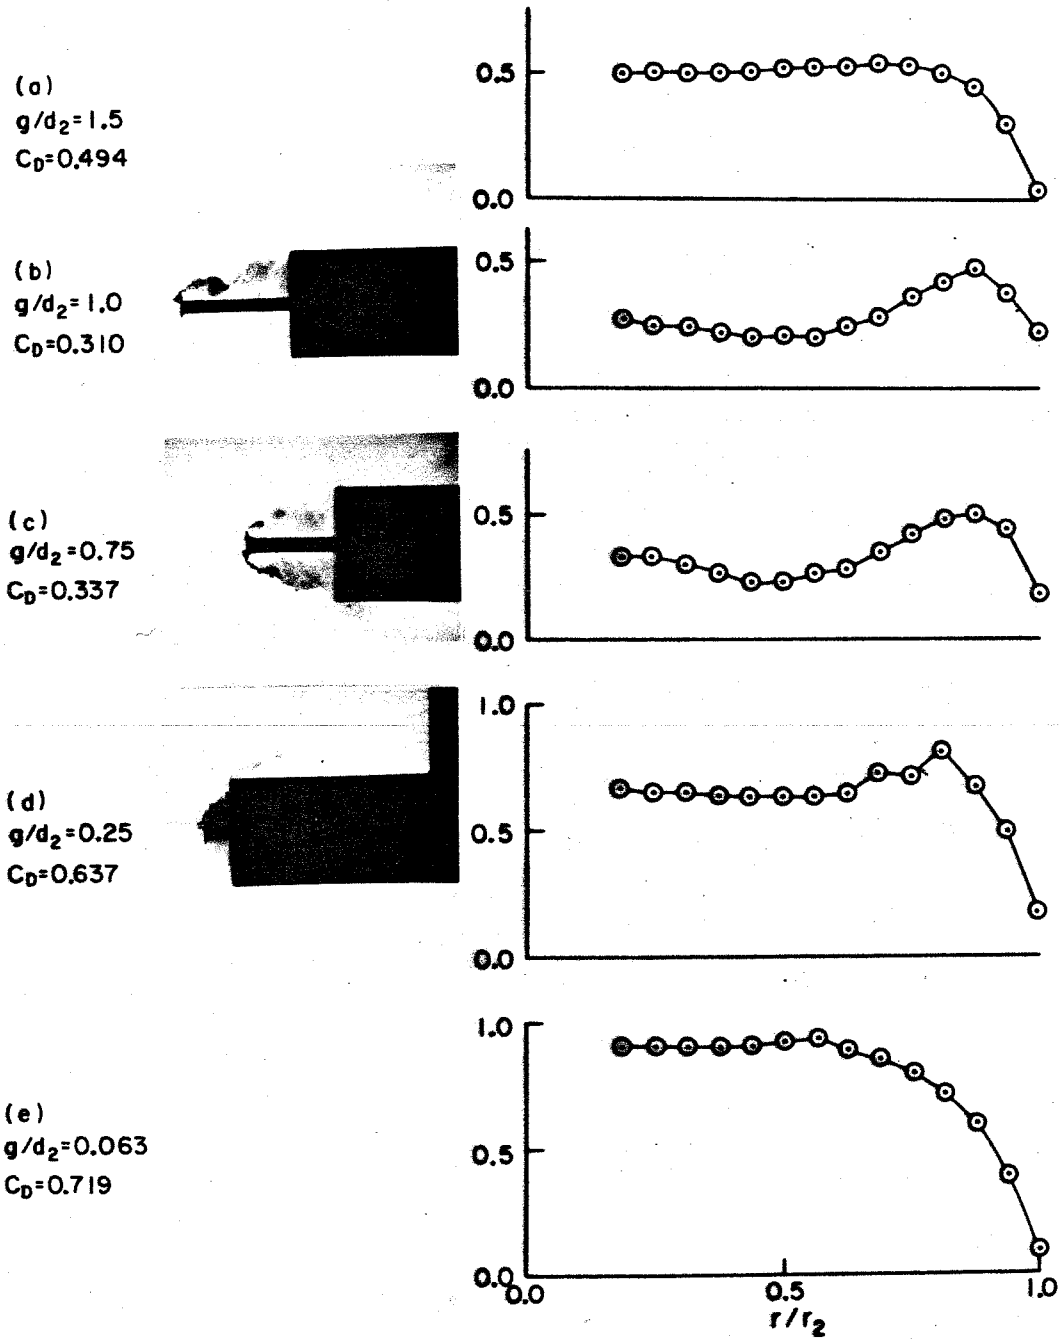 (a)
g/d₂=1.5
C_D=0.494
0.5
0.0
(b)
g/d₂=1.0
C_D=0.310
0.5
0.0
(c)
g/d₂=0.75
C_D=0.337
0.5
0.0
(d)
g/d₂=0.25
C_D=0.637
1.0
0.5
0.0
(e)
g/d₂=0.063
C_D=0.719
1.0
0.5
0.0
0.0 0.5 1.0
r/r₂